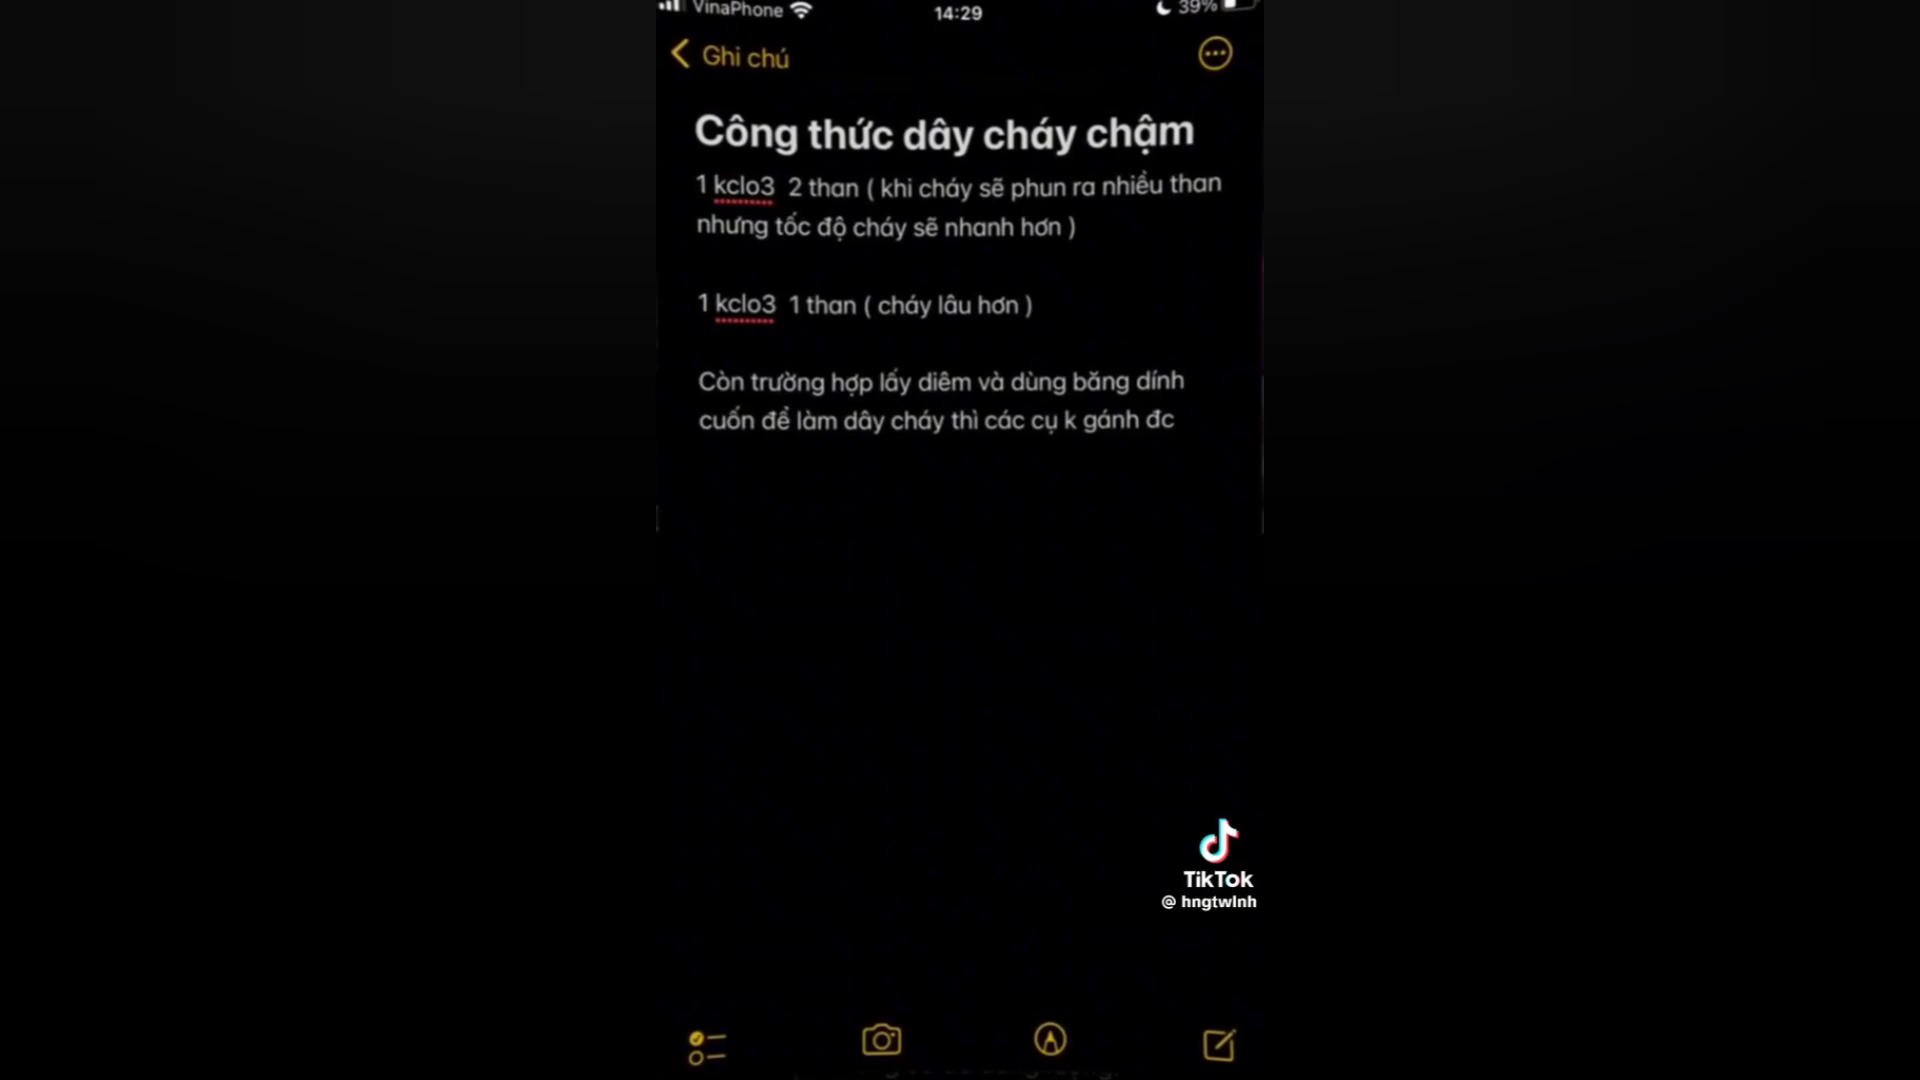 VinaPhone
14:29
39%
Ghi chú
Công thức dây cháy chậm
1 kclo3 2 than ( khi cháy sẽ phun ra nhiều than
nhưng tốc độ cháy sẽ nhanh hơn )
1 kclo3 1 than ( cháy lâu hơn )
Còn trường hợp lấy diêm và dùng băng dính
cuốn để làm dây cháy thì các cụ k gánh đc
TikTok
@ hngtwlnh